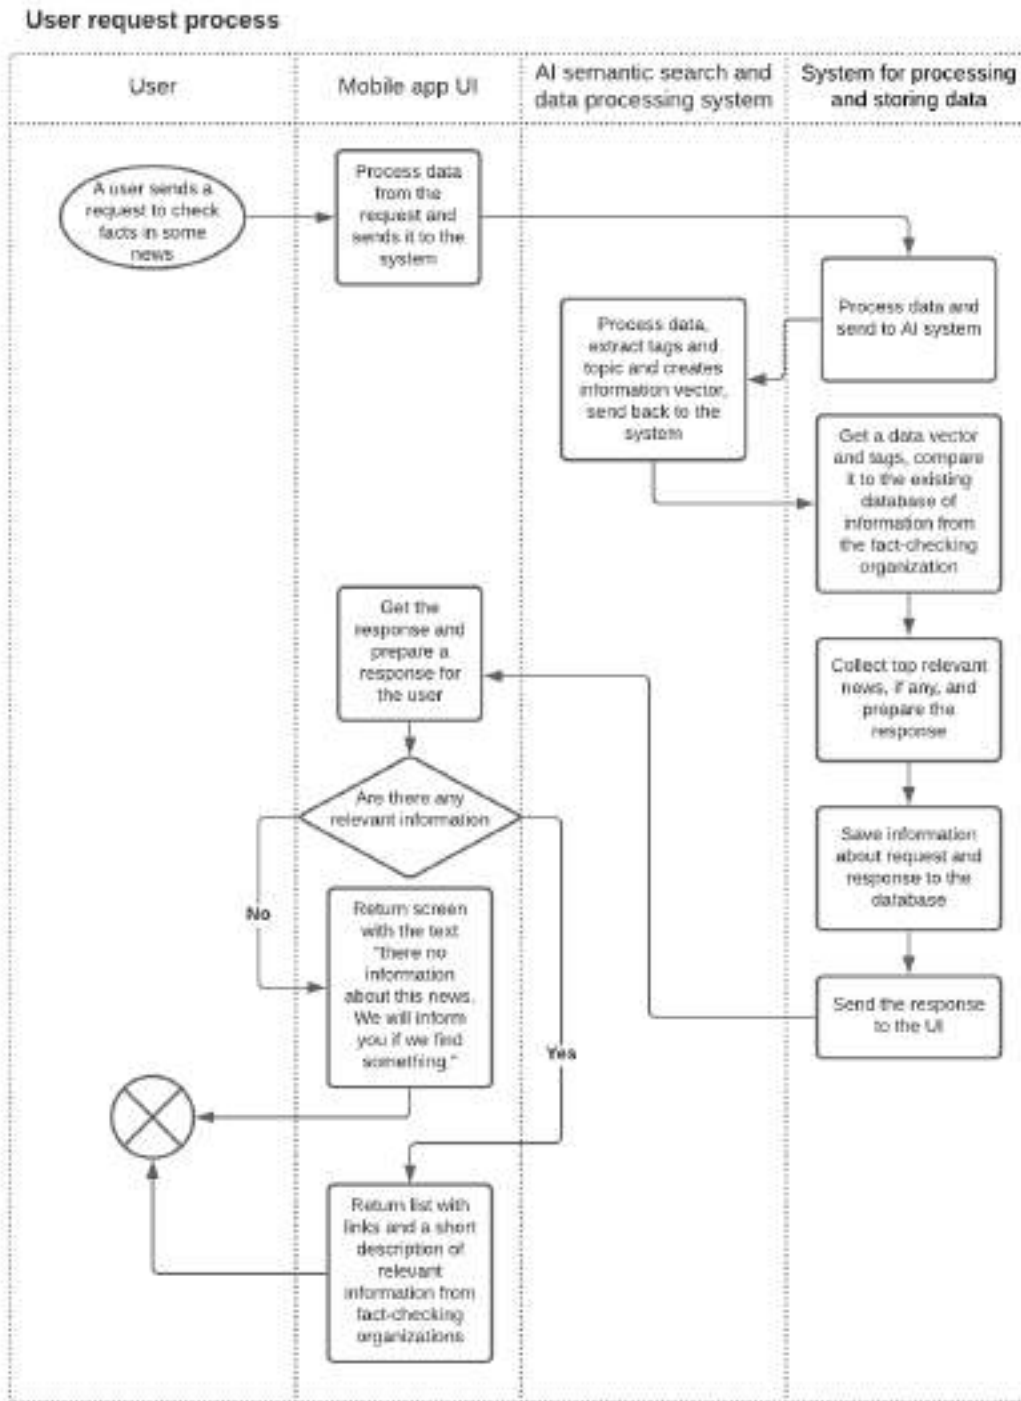 User request process
User
Mobile app UI
AI semantic search and
data processing system
System for processing
and storing data
A user sends a
request to check
facts in some
news
Process data
from the
request and
sends it to the
system
Process data and
send to AI system
Process data,
extract tags and
topic and creates
information vector,
send back to the
system
Get a data vector
and tags, compare
it to the existing
database of
information from
the fact-checking
organization
Get the
response and
prepare a
response for
the user
Collect top relevant
news, if any, and
prepare the
response
Are there any
relevant information
Save information
about request and
response to the
database
No
Return screen
with the text
"there no
information
about this news.
We will inform
you if we find
something."
Send the response
to the UI
Yes
Return list with
links and a short
description of
relevant
information from
fact-checking
organizations